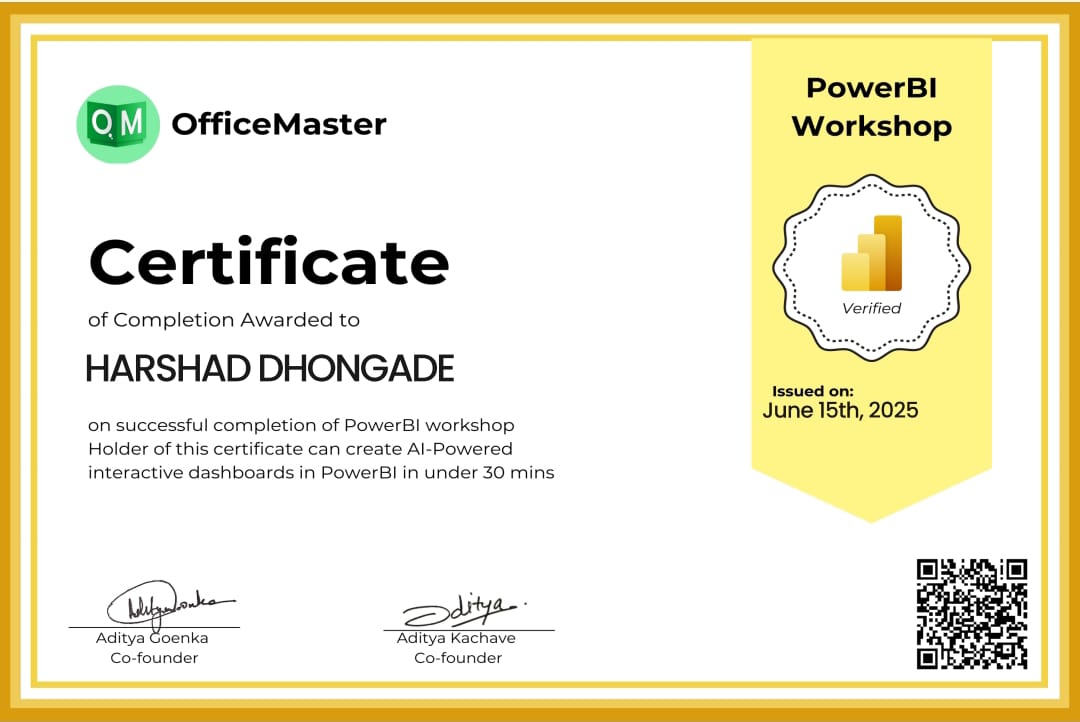 QM OfficeMaster
PowerBI
Workshop
Verified
Issued on:
June 15th, 2025
Certificate
of Completion Awarded to
HARSHAD DHONGADE
on successful completion of PowerBI workshop
Holder of this certificate can create AI-Powered
interactive dashboards in PowerBI in under 30 mins
Aditya Goenka
Co-founder
Aditya
Aditya Kachave
Co-founder